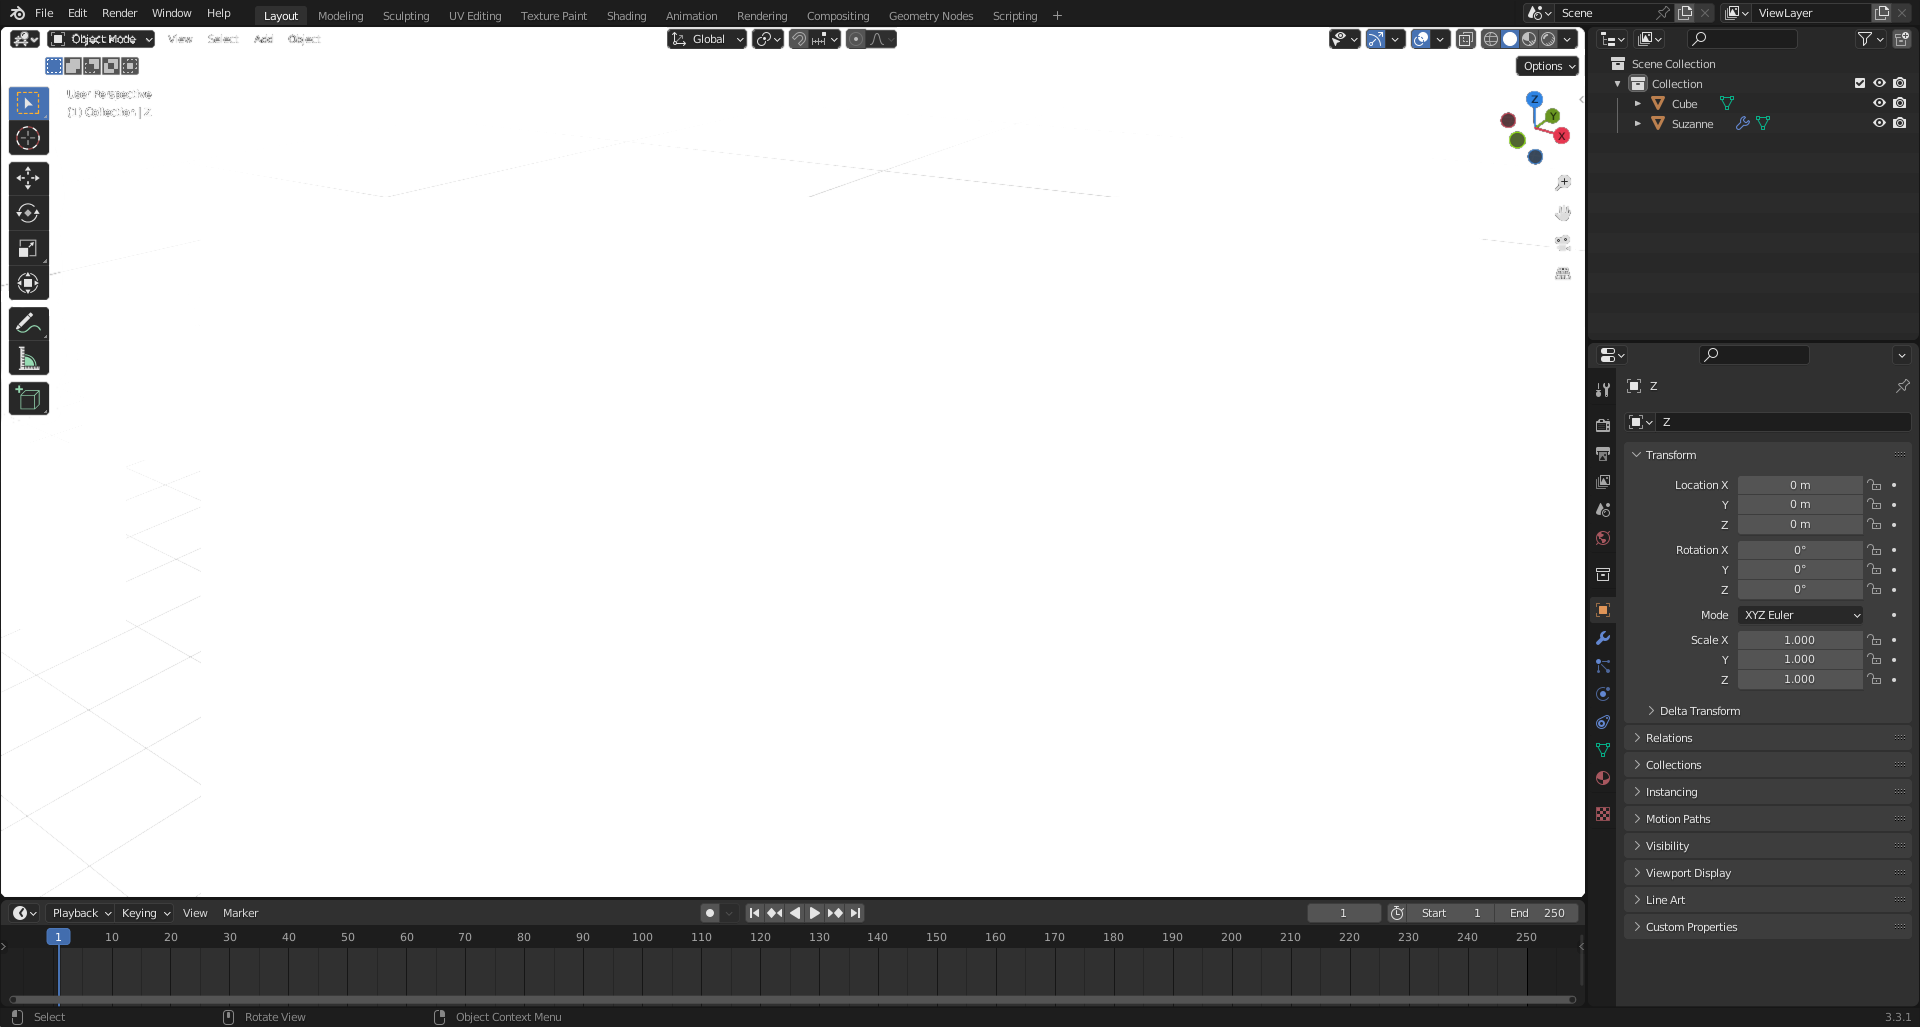 File Edit Render Window Help Layout Modeling Sculpting UV Editing Texture Paint Shading Animation Rendering Compositing Geometry Nodes Scripting + Scene ViewLayer
Object Mode View Select Add Object Global
Options
User Perspective
(1) Collection | Z
Z
Y
X
Scene Collection
Collection
Cube
Suzanne
Z
Z
Transform
Location X 0 m
Y 0 m
Z 0 m
Rotation X 0°
Y 0°
Z 0°
Mode XYZ Euler
Scale X 1.000
Y 1.000
Z 1.000
Delta Transform
Relations
Collections
Instancing
Motion Paths
Visibility
Viewport Display
Line Art
Custom Properties
Playback Keying View Marker 1 Start 1 End 250
1 10 20 30 40 50 60 70 80 90 100 110 120 130 140 150 160 170 180 190 200 210 220 230 240 250
Select Rotate View Object Context Menu 3.3.1